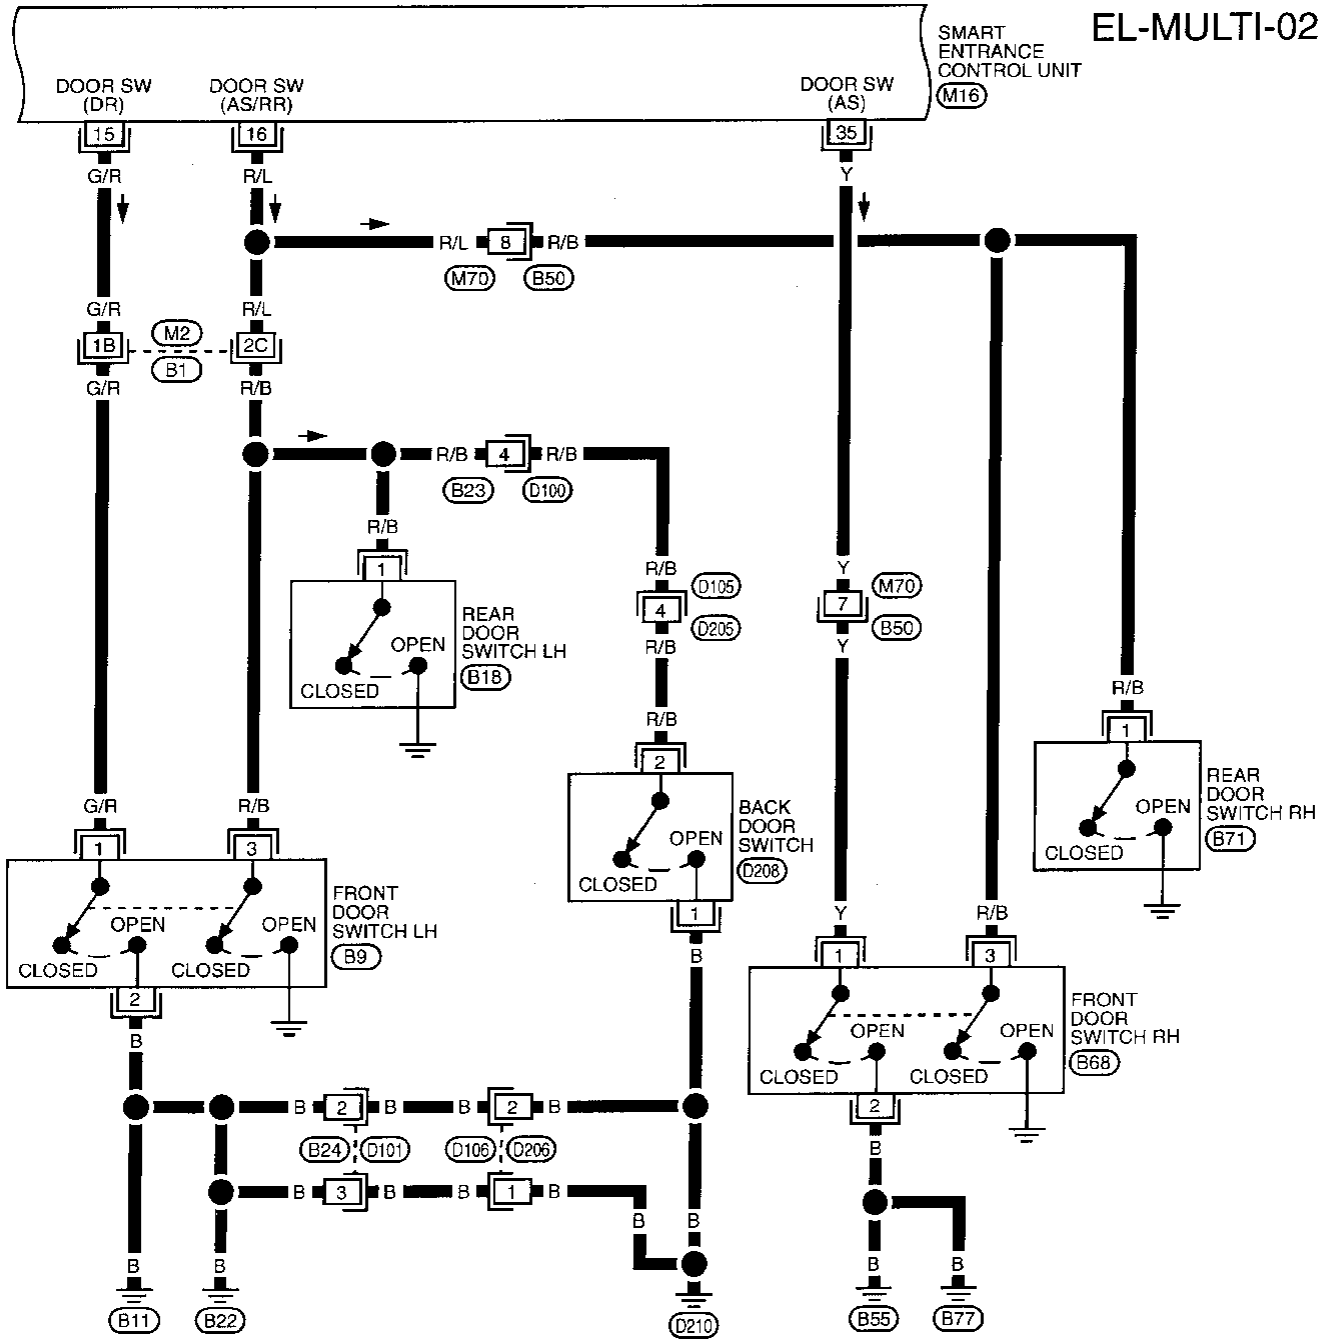 EL-MULTI-02
SMART
ENTRANCE
CONTROL UNIT
M16
DOOR SW
(DR)
DOOR SW
(AS/RR)
DOOR SW
(AS)
15
16
35
G/R
R/L
Y
R/L
8
R/B
M70
B50
G/R
R/L
1B
M2
B1
2C
G/R
R/B
R/B
4
R/B
B23
D100
R/B
1
REAR
DOOR
SWITCH LH
B18
OPEN
CLOSED
R/B
D105
4
D205
R/B
R/B
2
Y
M70
7
B50
Y
R/B
1
REAR
DOOR
SWITCH RH
B71
OPEN
CLOSED
BACK
DOOR
SWITCH
D208
OPEN
CLOSED
1
B
G/R
R/B
1
3
FRONT
DOOR
SWITCH LH
B9
OPEN
OPEN
CLOSED
CLOSED
2
B
Y
R/B
1
3
FRONT
DOOR
SWITCH RH
B68
OPEN
OPEN
CLOSED
CLOSED
2
B
B
2
B
B
2
B
B24
D101
D106
D206
B
3
B
B
1
B
B
B
B
B
B
B
B11
B22
D210
B55
B77